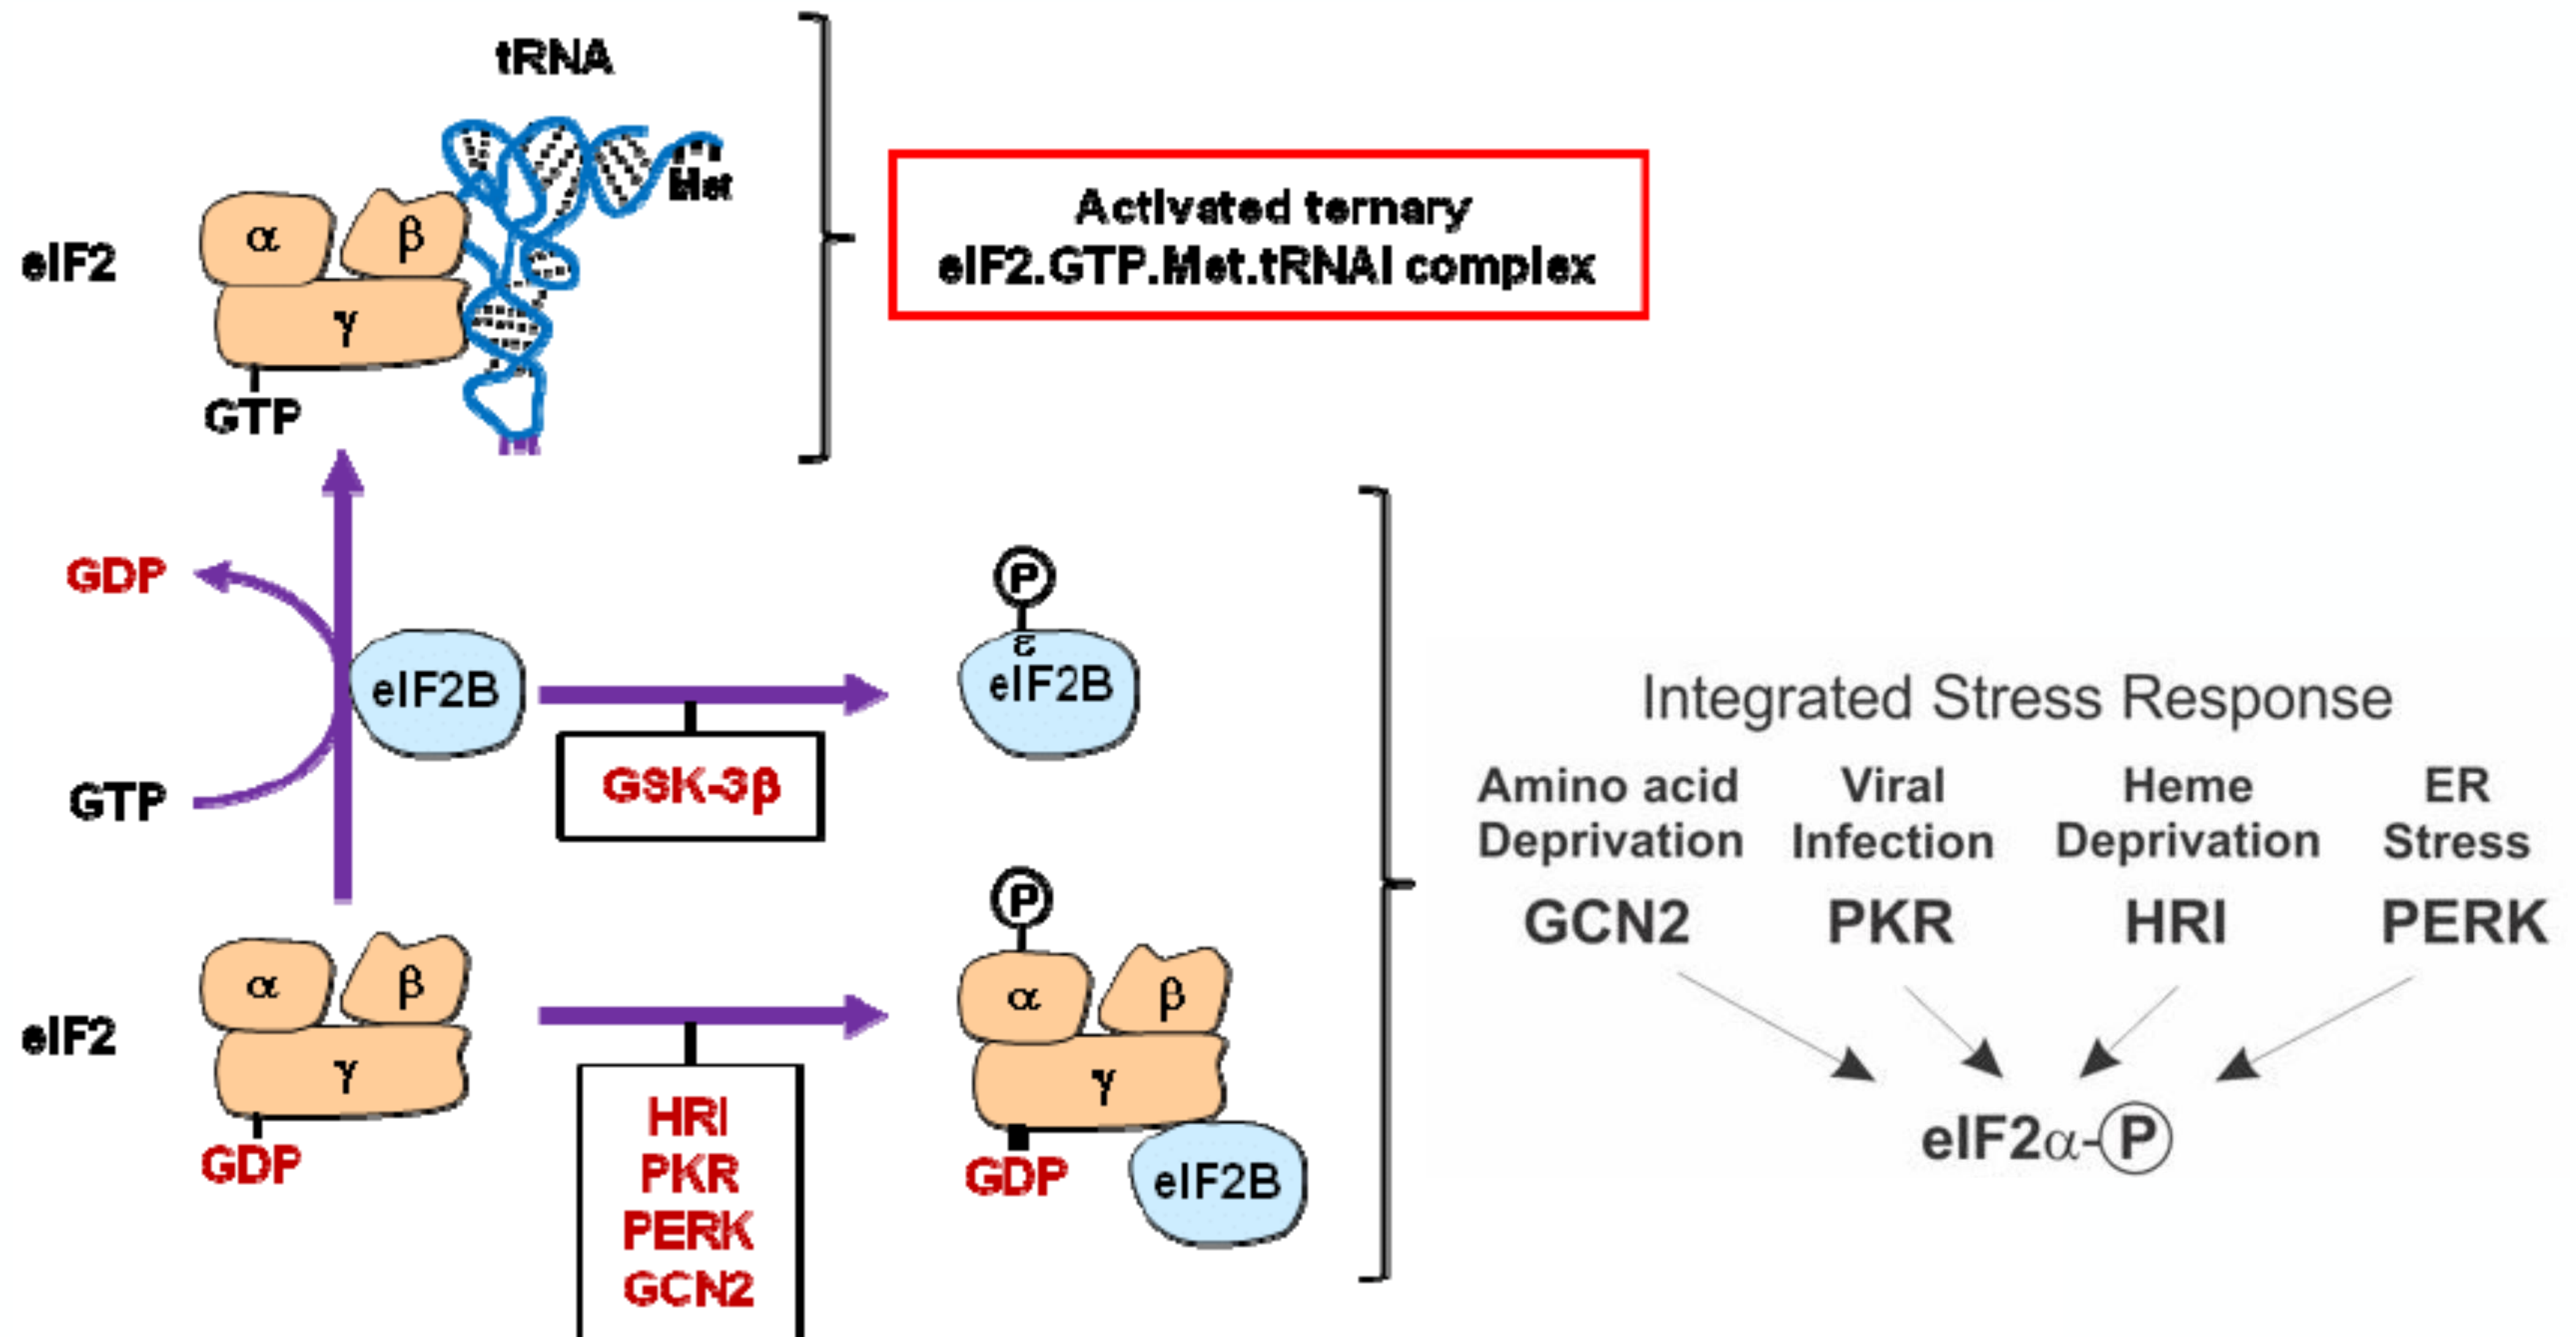 tRNA
Met
eIF2
α
β
γ
GTP
Activated ternary
eIF2.GTP.Met.tRNAI complex
GDP
GTP
eIF2B
GSK-3β
P
ε
eIF2B
eIF2
α
β
γ
GDP
HRI
PKR
PERK
GCN2
P
α
β
γ
GDP
eIF2B
Integrated Stress Response
Amino acid
Deprivation
GCN2
Viral
Infection
PKR
Heme
Deprivation
HRI
ER
Stress
PERK
eIF2α-P